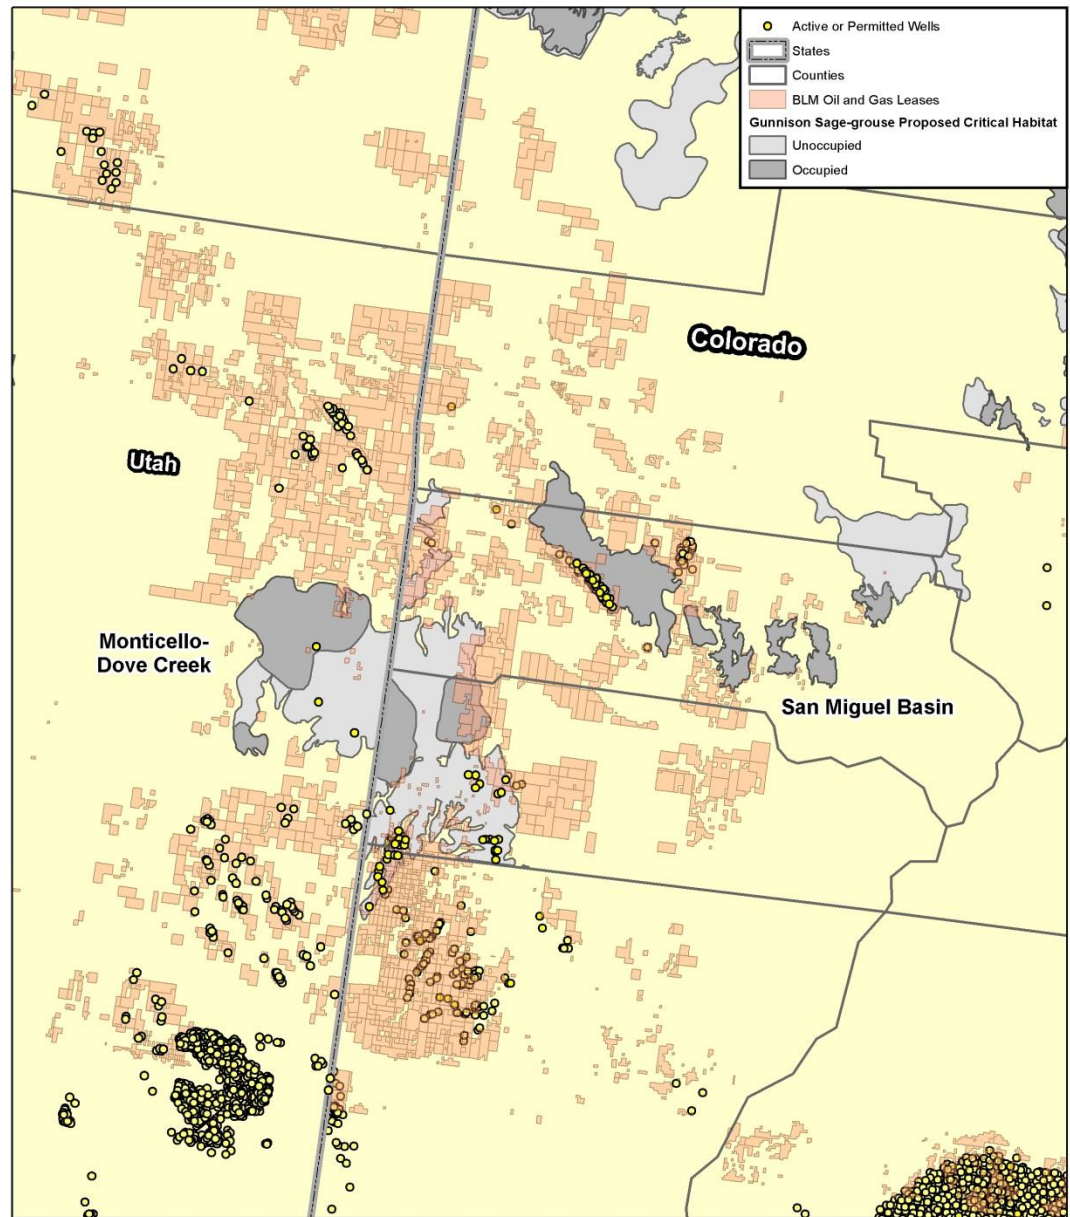 Active or Permitted Wells
States
Counties
BLM Oil and Gas Leases
Gunnison Sage-grouse Proposed Critical Habitat
Unoccupied
Occupied
Colorado
Utah
Monticello-
Dove Creek
San Miguel Basin